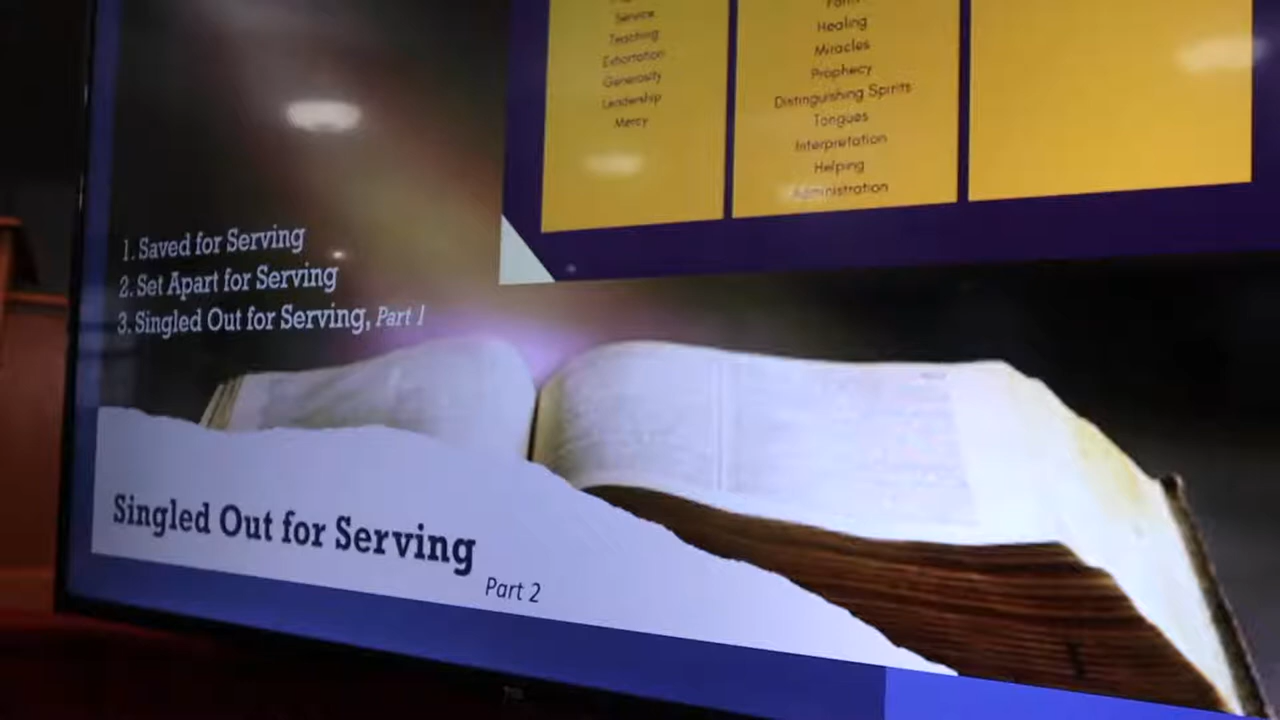 Service
Teaching
Exhortation
Generosity
Leadership
Mercy
Faith
Healing
Miracles
Prophecy
Distinguishing Spirits
Tongues
Interpretation
Helping
Administration
1. Saved for Serving
2. Set Apart for Serving
3. Singled Out for Serving, Part 1
Singled Out for Serving
Part 2